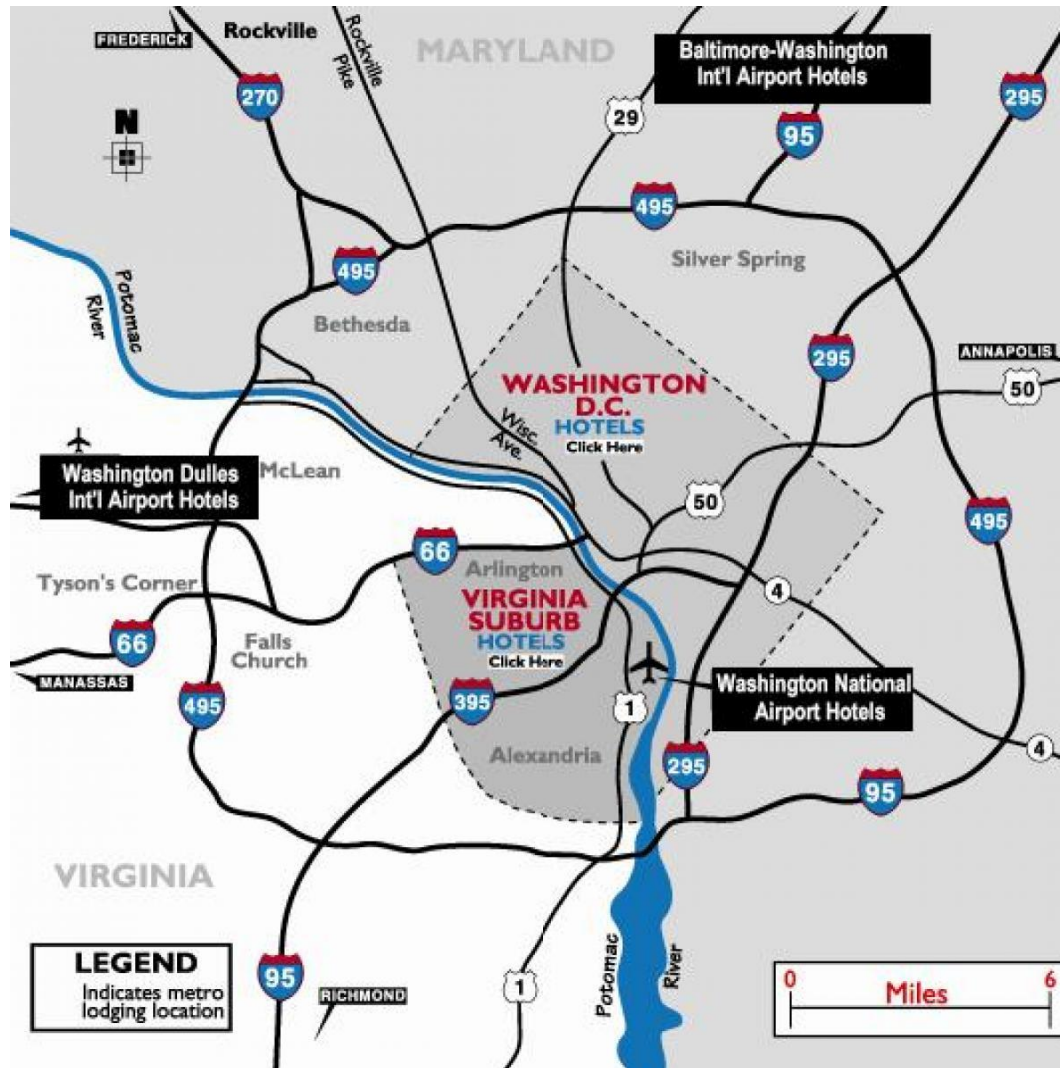 FREDERICK
Rockville
Rockville
Pike
MARYLAND
Baltimore-Washington
Int'l Airport Hotels
270
29
95
295
N
495
495
Silver Spring
Potomac
River
Bethesda
295
ANNAPOLIS
50
WASHINGTON
D.C.
HOTELS
Click Here
Wisc.
Ave.
McLean
Washington Dulles
Int'l Airport Hotels
50
495
66
Arlington
Tyson's Corner
VIRGINIA
SUBURB
HOTELS
Click Here
4
66
Falls
Church
MANASSAS
495
395
1
Washington National
Airport Hotels
Alexandria
295
4
95
VIRGINIA
LEGEND
Indicates metro
lodging location
95
RICHMOND
1
Potomac
River
0
Miles
6